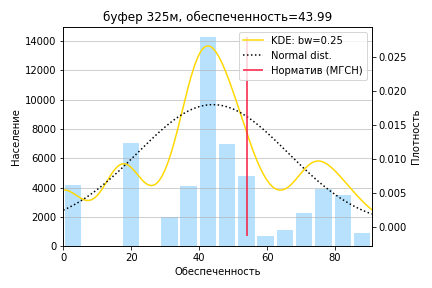 буфер 325м, обеспеченность=43.99
KDE: bw=0.25
Normal dist.
Норматив (МГСН)
Население
14000
12000
10000
8000
6000
4000
2000
0
0.025
0.020
0.015
0.010
0.005
0.000
Плотность
0 20 40 60 80
Обеспеченность